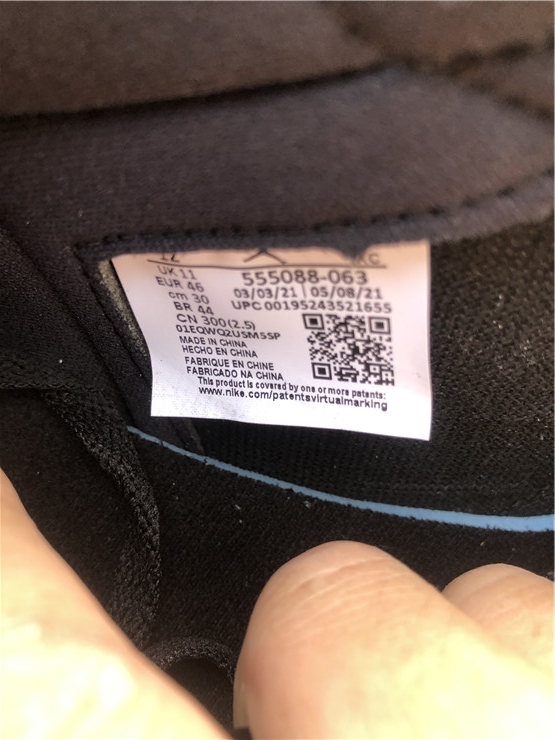 UK 11
EUR 46
cm 30
BR 44
CN 300(2.5)
555088-063
03/03/21 | 05/08/21
UPC 00195243521655
01EQWQ2USM5SP
MADE IN CHINA
HECHO EN CHINA
FABRIQUE EN CHINE
FABRICADO NA CHINA
This product is covered by one or more patents:
www.nike.com/patentsvirtualmarking